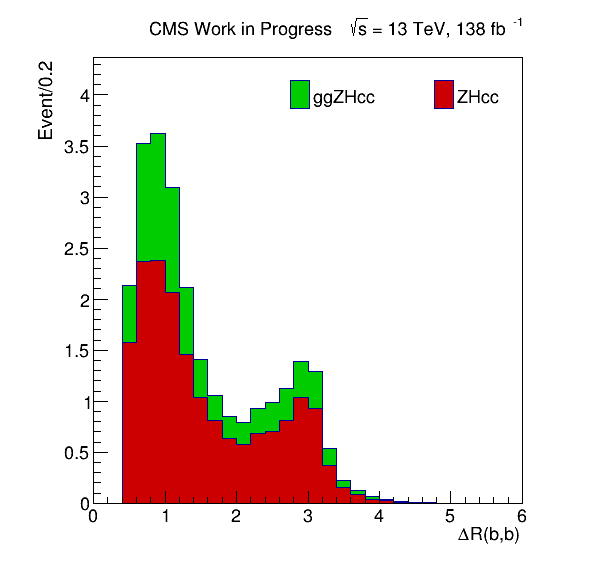 CMS Work in Progress √s = 13 TeV, 138 fb⁻¹
Event/0.2
ggZHcc ZHcc
4
3.5
3
2.5
2
1.5
1
0.5
0
0 1 2 3 4 5 6
ΔR(b,b)